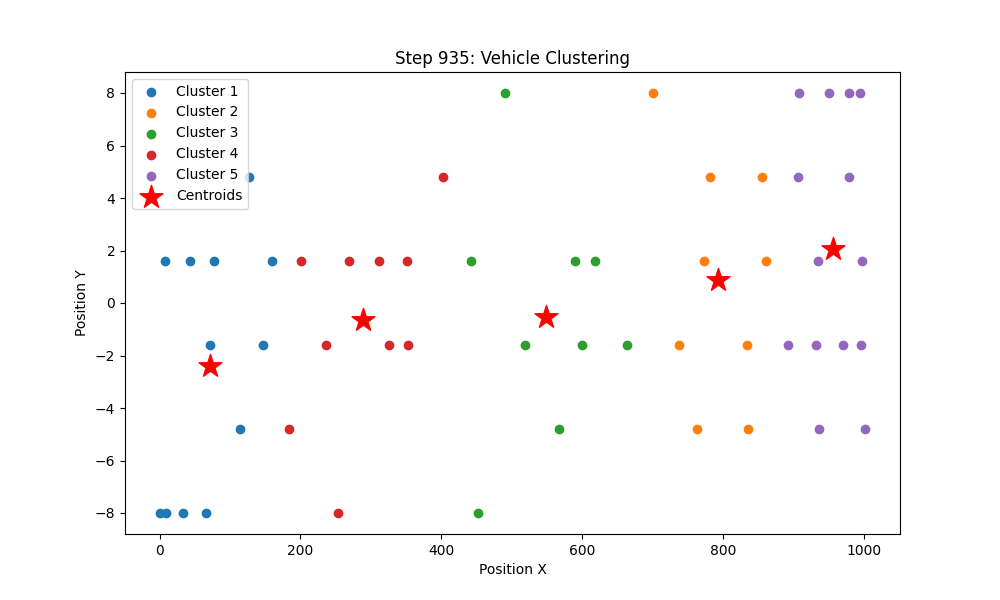 Step 935: Vehicle Clustering
Cluster 1
Cluster 2
Cluster 3
Cluster 4
Cluster 5
Centroids
8
6
4
2
0
−2
−4
−6
−8
Position Y
0
200
400
600
800
1000
Position X